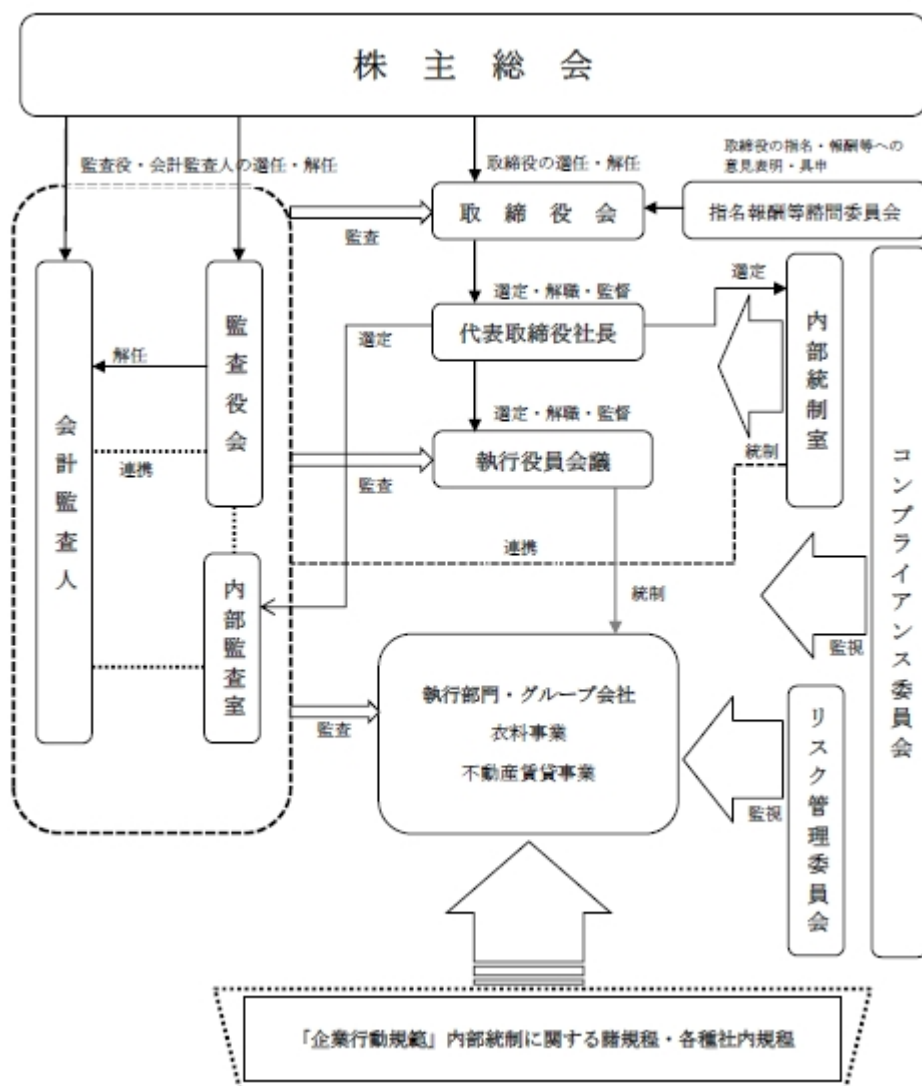 株主総会
監査役・会計監査人の選任・解任
取締役の選任・解任
取締役の指名・報酬等への
意見表明・具申
取締役会
指名報酬等諮問委員会
監査
選定・解職・監督
選定
代表取締役社長
選定
内部統制室
監査役会
解任
会計監査人
連携
選定・解職・監督
執行役員会議
監査
統制
コンプライアンス委員会
連携
内部監査室
統制
監視
執行部門・グループ会社
衣料事業
不動産賃貸事業
監査
リスク管理委員会
監視
「企業行動規範」内部統制に関する諸規程・各種社内規程